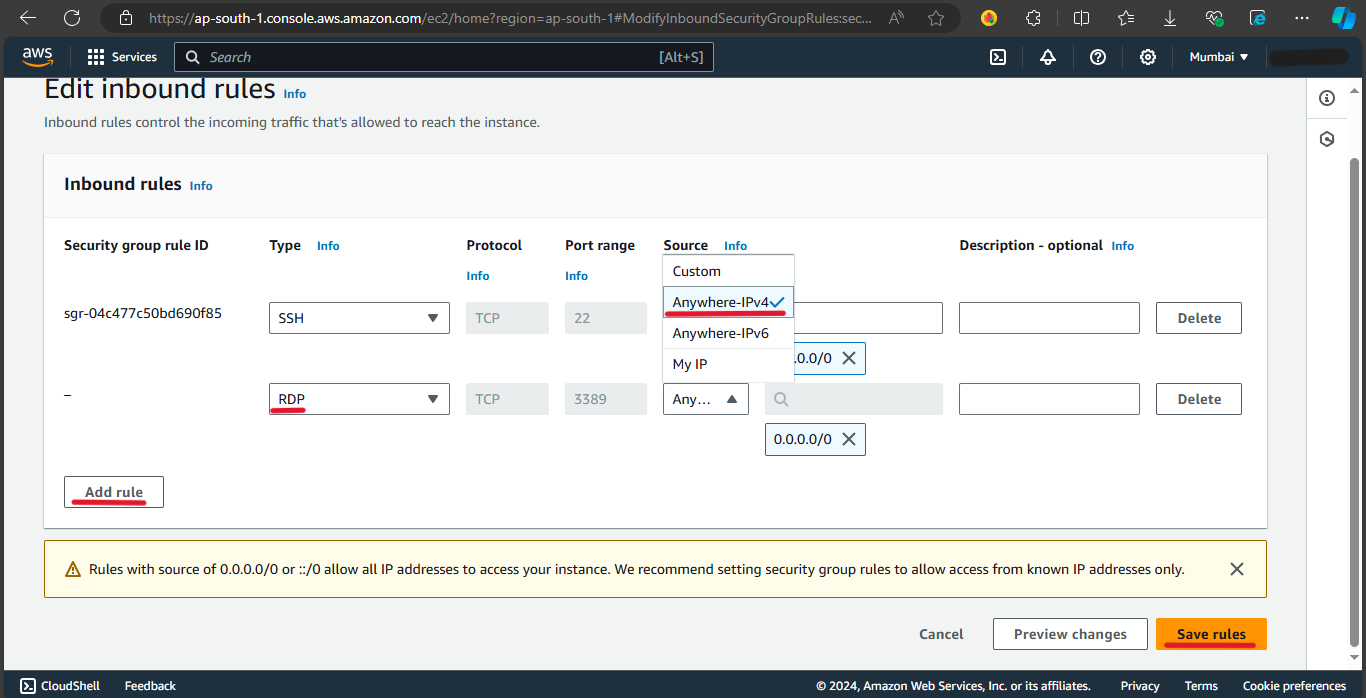 https://ap-south-1.console.aws.amazon.com/ec2/home?region=ap-south-1#ModifyInboundSecurityGroupRules:sec...
aws Services Search [Alt+S] Mumbai
Edit inbound rules Info
Inbound rules control the incoming traffic that's allowed to reach the instance.
Inbound rules Info
Security group rule ID Type Info Protocol Port range Source Info Description - optional Info
Info Info
Custom
sgr-04c477c50bd690f85 SSH TCP 22 Anywhere-IPv4 Delete
Anywhere-IPv6
.0.0/0
My IP
– RDP TCP 3389 Any... Delete
0.0.0.0/0
Add rule
Rules with source of 0.0.0.0/0 or ::/0 allow all IP addresses to access your instance. We recommend setting security group rules to allow access from known IP addresses only.
Cancel Preview changes Save rules
CloudShell Feedback © 2024, Amazon Web Services, Inc. or its affiliates. Privacy Terms Cookie preferences